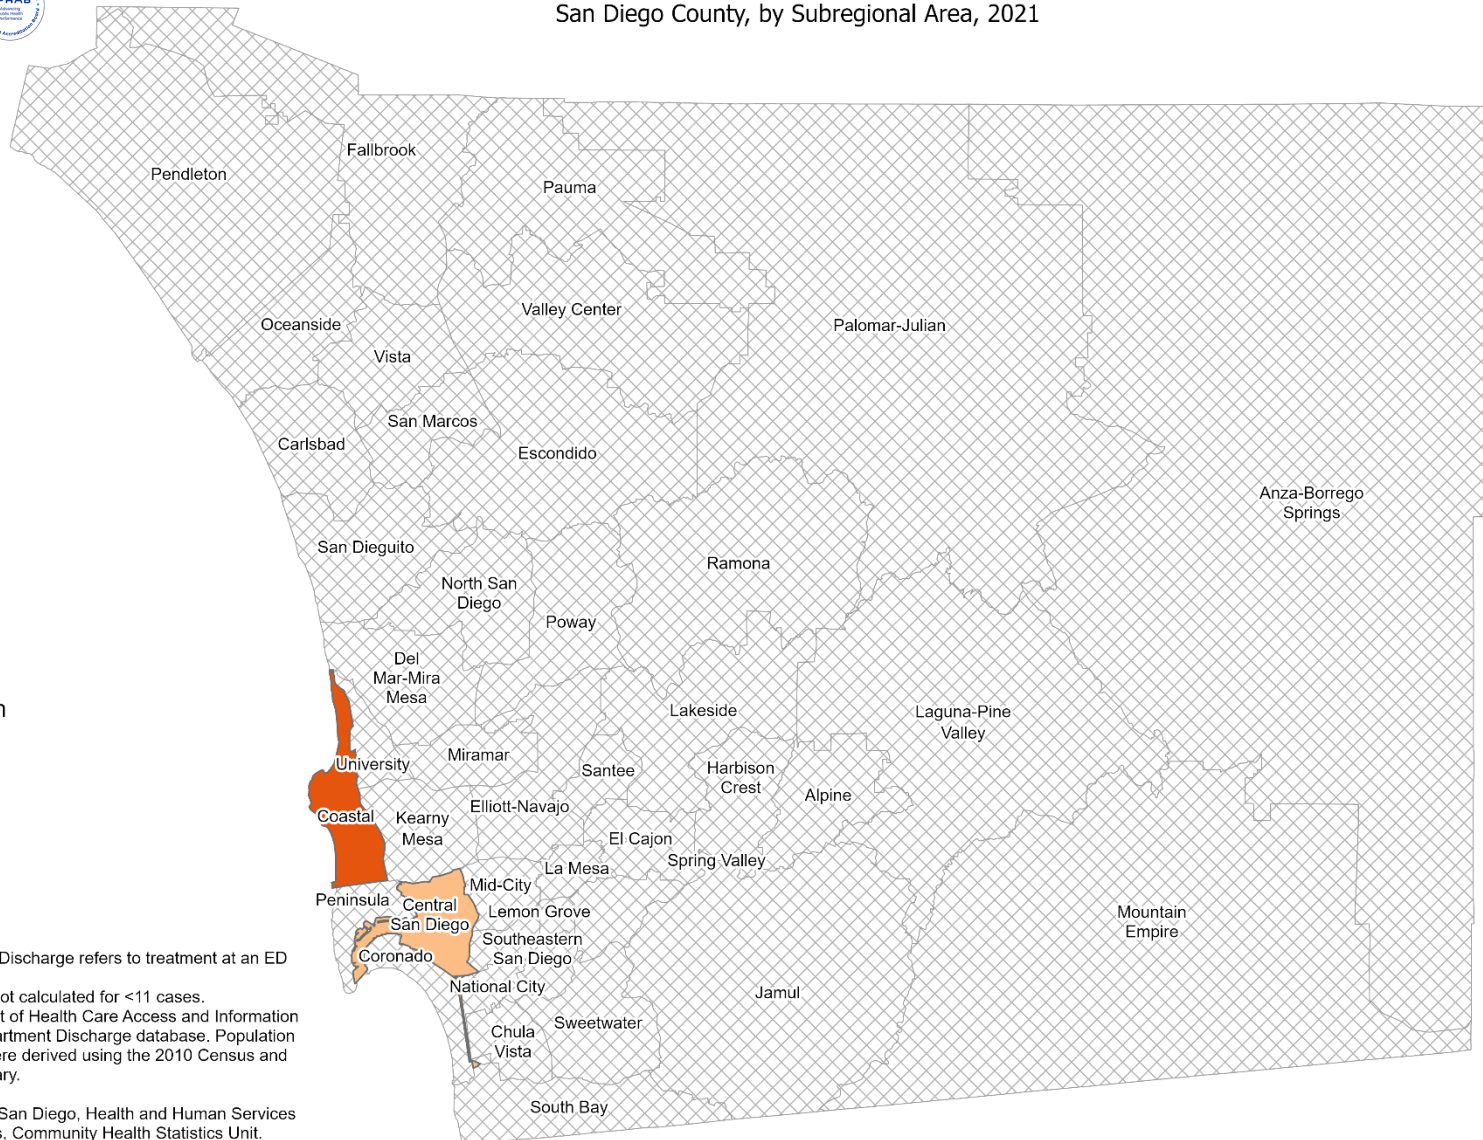 Advancing
San Diego County, by Subregional Area, 2021
Fallbrook
Pendleton
Pauma
Valley Center
Oceanside
Palomar-Julian
Vista
San Marcos
Carlsbad
Escondido
Anza-Borrego
Springs
San Dieguito
Ramona
North San
Diego
Poway
Del
Mar-Mira
Mesa
Lakeside
Laguna-Pine
Valley
Miramar
University
Santee
Harbison
Crest
Alpine
Elliott-Navajo
Coastal
Kearny
Mesa
El Cajon
Spring Valley
La Mesa
Mid-City
Peninsula
Central
San Diego
Lemon Grove
Mountain
Empire
Southeastern
San Diego
Coronado
National City
Jamul
Sweetwater
Chula
Vista
South Bay
Discharge refers to treatment at an ED
ot calculated for <11 cases.
t of Health Care Access and Information
artment Discharge database. Population
ere derived using the 2010 Census and
ary.
San Diego, Health and Human Services
s, Community Health Statistics Unit.